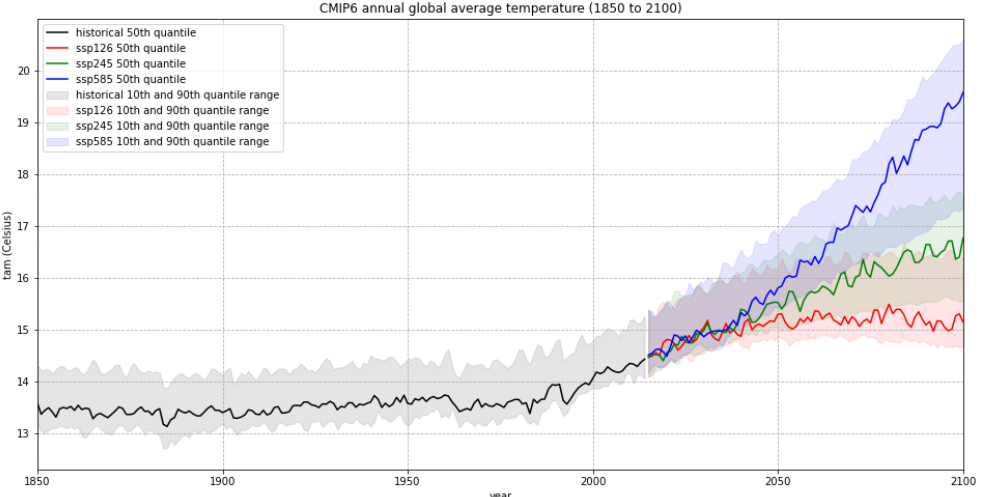 CMIP6 annual global average temperature (1850 to 2100)
historical 50th quantile
ssp126 50th quantile
ssp245 50th quantile
ssp585 50th quantile
historical 10th and 90th quantile range
ssp126 10th and 90th quantile range
ssp245 10th and 90th quantile range
ssp585 10th and 90th quantile range
tam (Celsius)
20
19
18
17
16
15
14
13
1850
1900
1950
2000
2050
2100
year